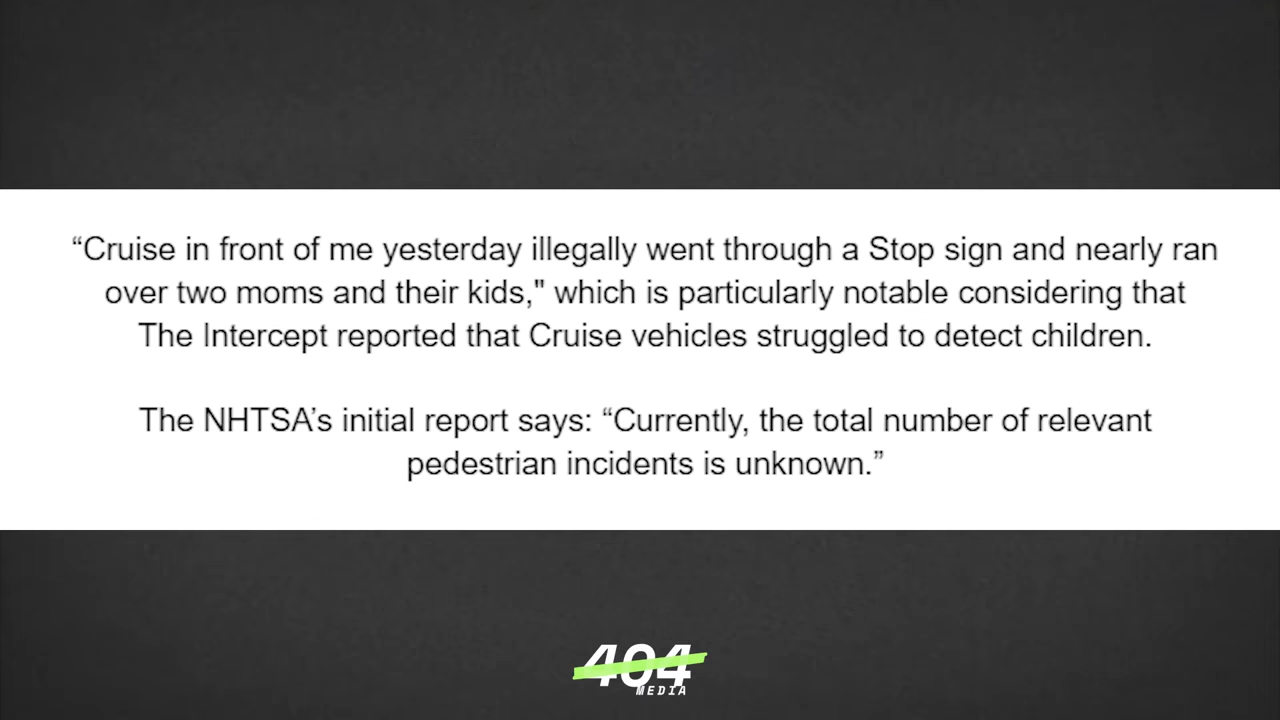 “Cruise in front of me yesterday illegally went through a Stop sign and nearly ran
over two moms and their kids," which is particularly notable considering that
The Intercept reported that Cruise vehicles struggled to detect children.
The NHTSA’s initial report says: “Currently, the total number of relevant
pedestrian incidents is unknown.”
404
MEDIA